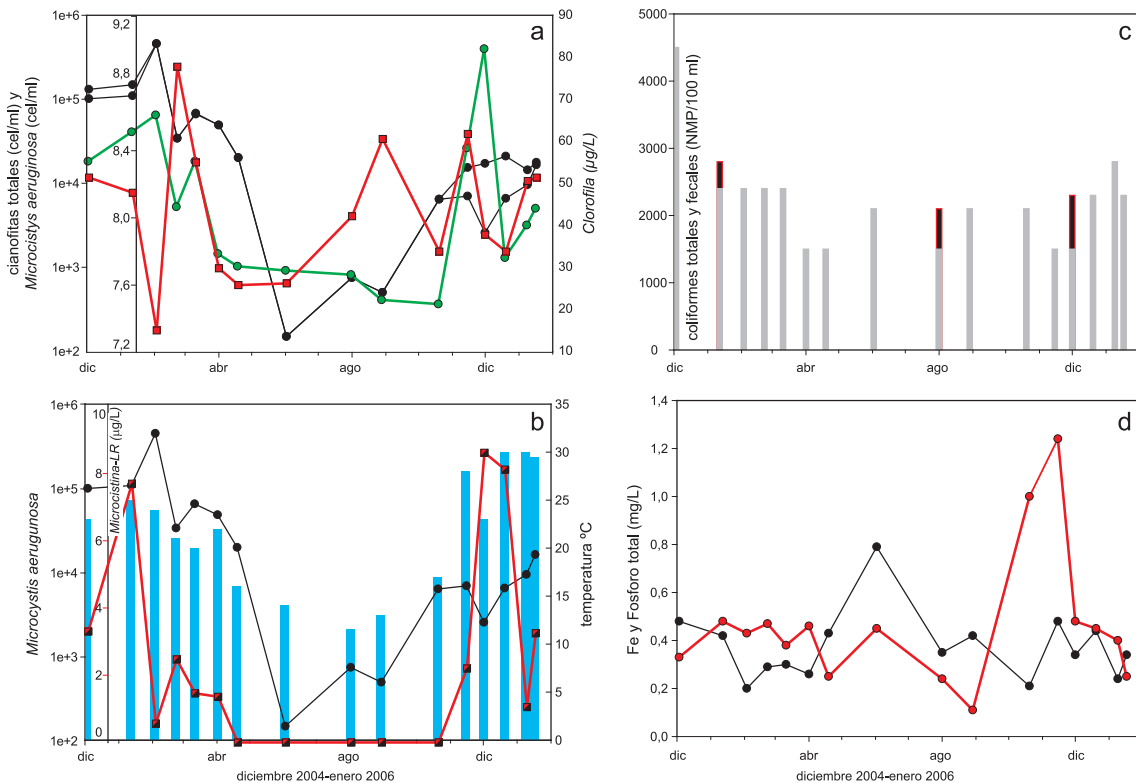 a
cianofitas totales (cel/ml) y
Microcistys aeruginosa (cel/ml)
1e+6
1e+5
1e+4
1e+3
1e+2
9,2
8,8
8,4
8,0
7,6
7,2
90
80
70
60
50
40
30
20
10
Clorofila (µg/L)
dic
abr
ago
dic
c
coliformes totales y fecales (NMP/100 ml)
5000
4000
3000
2000
1000
0
dic
abr
ago
dic
b
Microcystis aerugunosa
1e+6
1e+5
1e+4
1e+3
1e+2
Microcistina-LR (µg/L)
10
8
6
4
2
0
35
30
25
20
15
10
5
0
temperatura ºC
dic
abr
ago
dic
diciembre 2004-enero 2006
d
Fe y Fosforo total (mg/L)
1,4
1,2
1,0
0,8
0,6
0,4
0,2
0,0
dic
abr
ago
dic
diciembre 2004-enero 2006